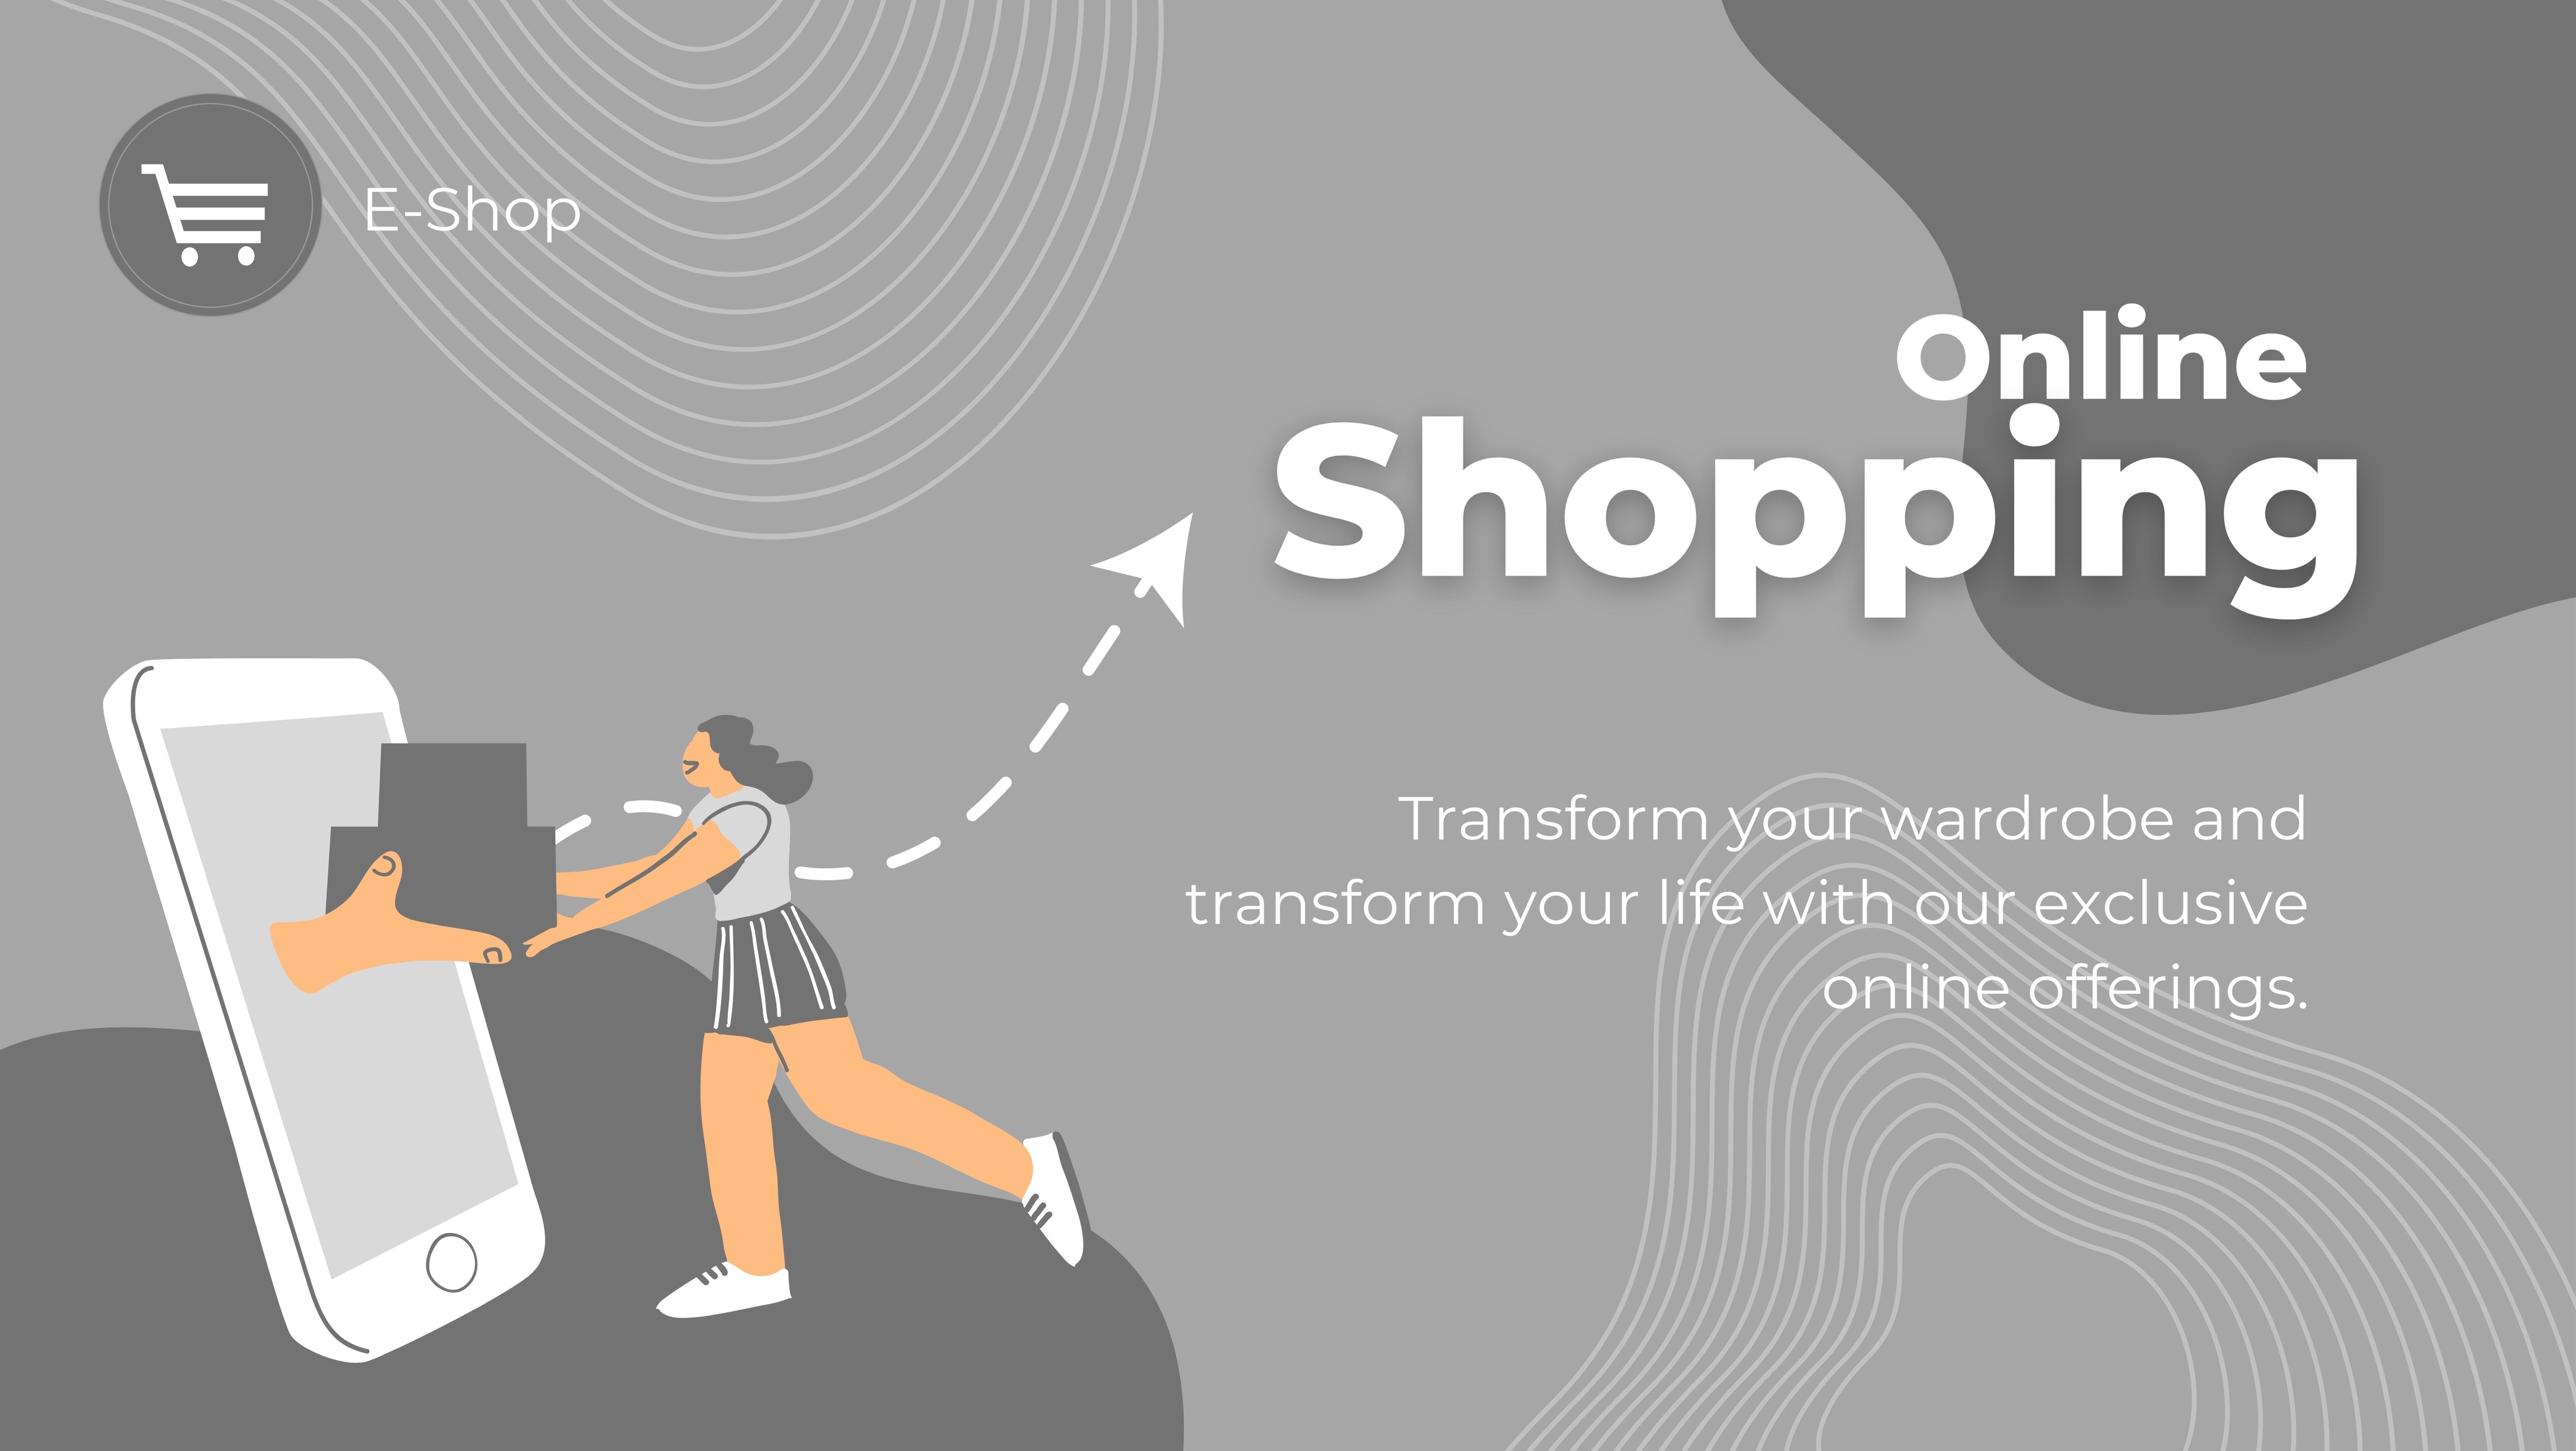 E-Shop
Online
Shopping
Transform your wardrobe and
transform your life with our exclusive
online offerings.